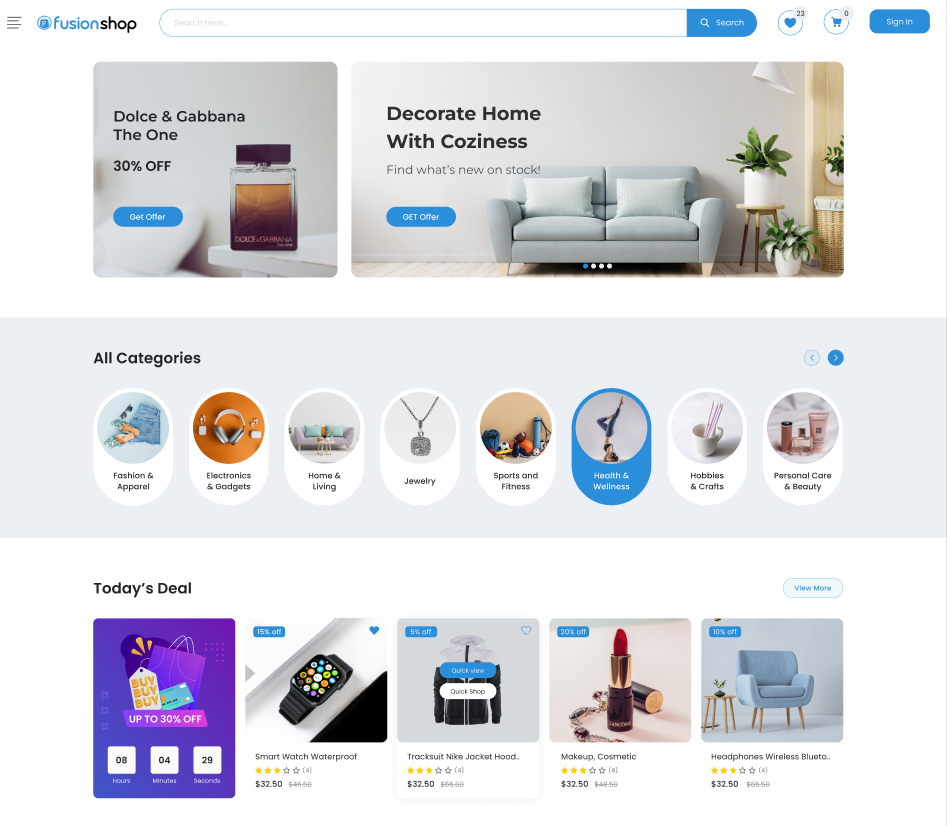 fusionshop
Search Here...
Search
23
0
Sign In
Dolce & Gabbana
The One
30% OFF
Get Offer
DOLCE & GABBANA
The One
Decorate Home
With Coziness
Find what's new on stock!
GET Offer
All Categories
Fashion &
Apparel
Electronics
& Gadgets
Home &
Living
Jewelry
Sports and
Fitness
Health &
Wellness
Hobbies
& Crafts
Personal Care
& Beauty
Today's Deal
View More
BUY
BUY
BUY
UP TO 30% OFF
08
04
29
Hours
Minutes
Seconds
15% off
Smart Watch Waterproof
(4)
$32.50 $45.50
5% off
Quick view
Quick Shop
Tracksuit Nike Jacket Hood..
(4)
$32.50 $65.50
20% off
LANCÔME
Makeup, Cosmetic
(4)
$32.50 $48.50
10% off
Headphones Wireless Blueto..
(4)
$32.50 $65.50